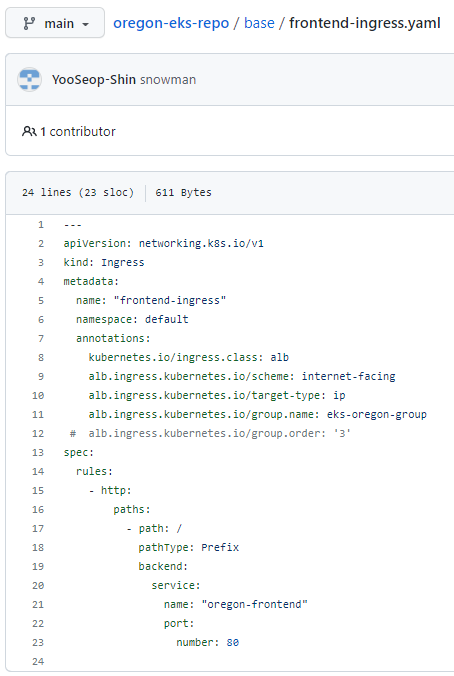 main
oregon-eks-repo / base / frontend-ingress.yaml
YooSeop-Shin snowman
1 contributor
24 lines (23 sloc) 611 Bytes
1 ---
2 apiVersion: networking.k8s.io/v1
3 kind: Ingress
4 metadata:
5   name: "frontend-ingress"
6   namespace: default
7   annotations:
8     kubernetes.io/ingress.class: alb
9     alb.ingress.kubernetes.io/scheme: internet-facing
10     alb.ingress.kubernetes.io/target-type: ip
11     alb.ingress.kubernetes.io/group.name: eks-oregon-group
12  #  alb.ingress.kubernetes.io/group.order: '3'
13 spec:
14   rules:
15     - http:
16         paths:
17           - path: /
18             pathType: Prefix
19             backend:
20               service:
21                 name: "oregon-frontend"
22                 port:
23                   number: 80
24